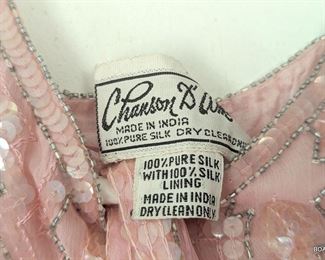 Chanson D'
MADE IN INDIA
100% PURE SILK DRY CLEAN ONLY
100% PURE SILK
WITH 100% SILK
LINING
MADE IN INDIA
DRY CLEAN ONLY